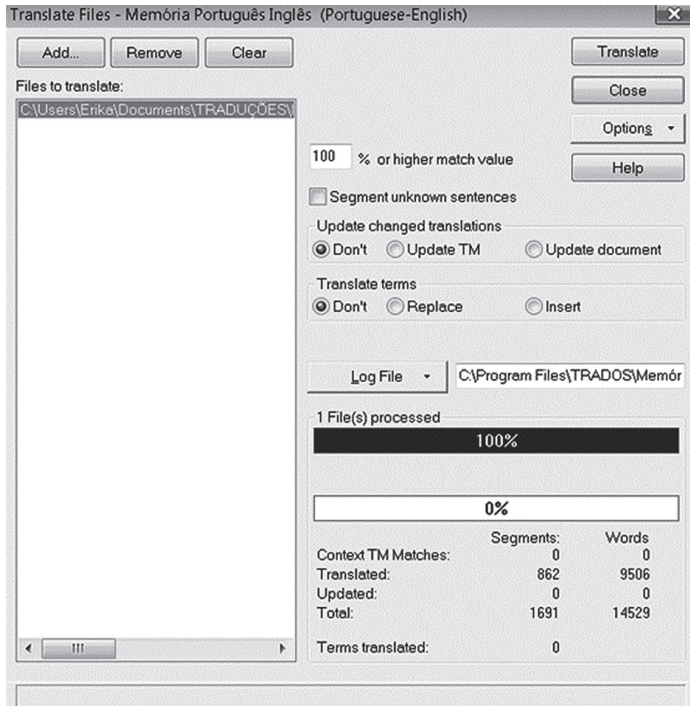 Translate Files - Memória Português Inglês (Portuguese-English)
Add... Remove Clear Translate
Files to translate: Close
C:\Users\Erika\Documents\TRADUÇÕES\
Options
100 % or higher match value
Help
Segment unknown sentences
Update changed translations
Don't Update TM Update document
Translate terms
Don't Replace Insert
Log File C:\Program Files\TRADOS\Memór
1 File(s) processed
100%
0%
Segments: Words
Context TM Matches: 0 0
Translated: 862 9506
Updated: 0 0
Total: 1691 14529
Terms translated: 0